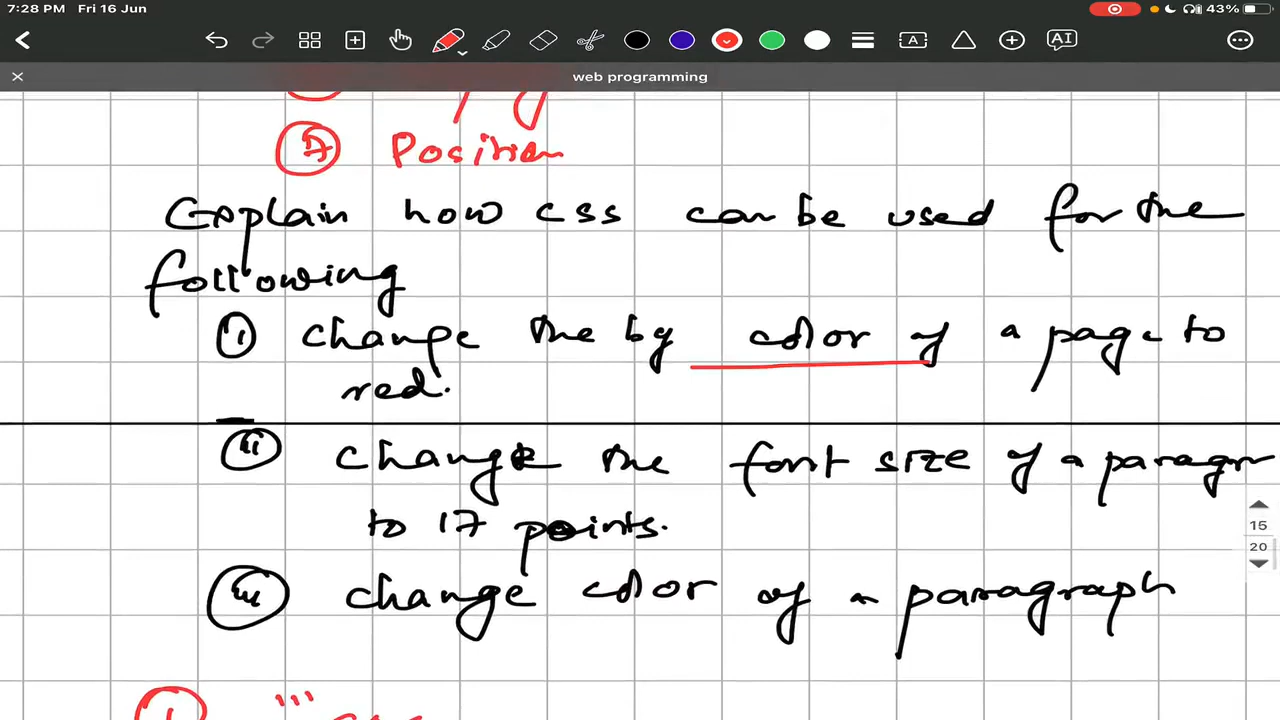 7:28 PM Fri 16 Jun 43%
A AI
web programming
7 Position
Explain how css can be used for the
following
i change the bg color of a page to
red.
ii change the font size of a paragr
to 17 points.
15
20
iii change color of a paragraph